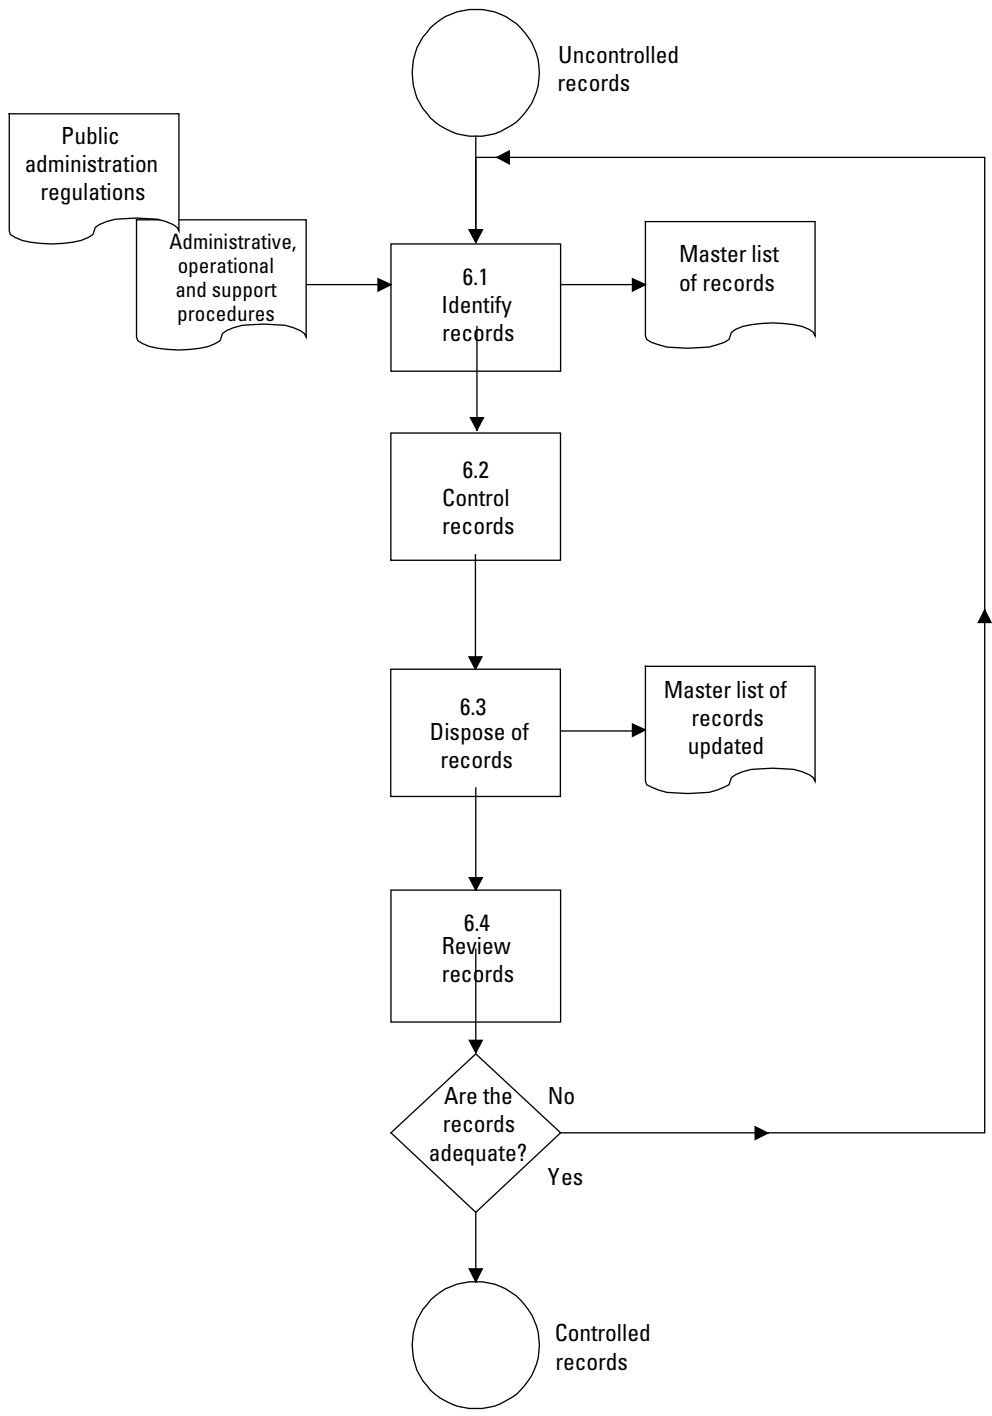 Uncontrolled
records
Public
administration
regulations
Administrative,
operational
and support
procedures
6.1
Identify
records
Master list
of records
6.2
Control
records
6.3
Dispose of
records
Master list of
records
updated
6.4
Review
records
Are the
records
adequate?
No
Yes
Controlled
records